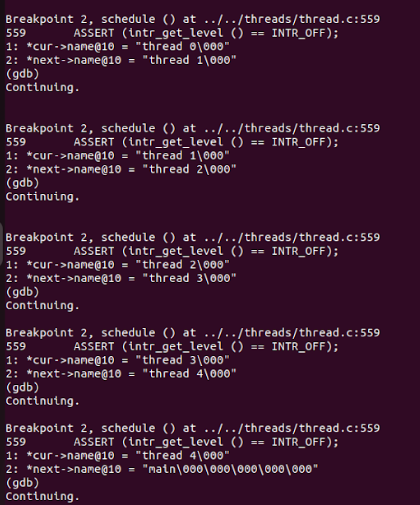 Breakpoint 2, schedule () at ../../threads/thread.c:559
559       ASSERT (intr_get_level () == INTR_OFF);
1: *cur->name@10 = "thread 0\000"
2: *next->name@10 = "thread 1\000"
(gdb)
Continuing.
Breakpoint 2, schedule () at ../../threads/thread.c:559
559       ASSERT (intr_get_level () == INTR_OFF);
1: *cur->name@10 = "thread 1\000"
2: *next->name@10 = "thread 2\000"
(gdb)
Continuing.
Breakpoint 2, schedule () at ../../threads/thread.c:559
559       ASSERT (intr_get_level () == INTR_OFF);
1: *cur->name@10 = "thread 2\000"
2: *next->name@10 = "thread 3\000"
(gdb)
Continuing.
Breakpoint 2, schedule () at ../../threads/thread.c:559
559       ASSERT (intr_get_level () == INTR_OFF);
1: *cur->name@10 = "thread 3\000"
2: *next->name@10 = "thread 4\000"
(gdb)
Continuing.
Breakpoint 2, schedule () at ../../threads/thread.c:559
559       ASSERT (intr_get_level () == INTR_OFF);
1: *cur->name@10 = "thread 4\000"
2: *next->name@10 = "main\000\000\000\000\000"
(gdb)
Continuing.